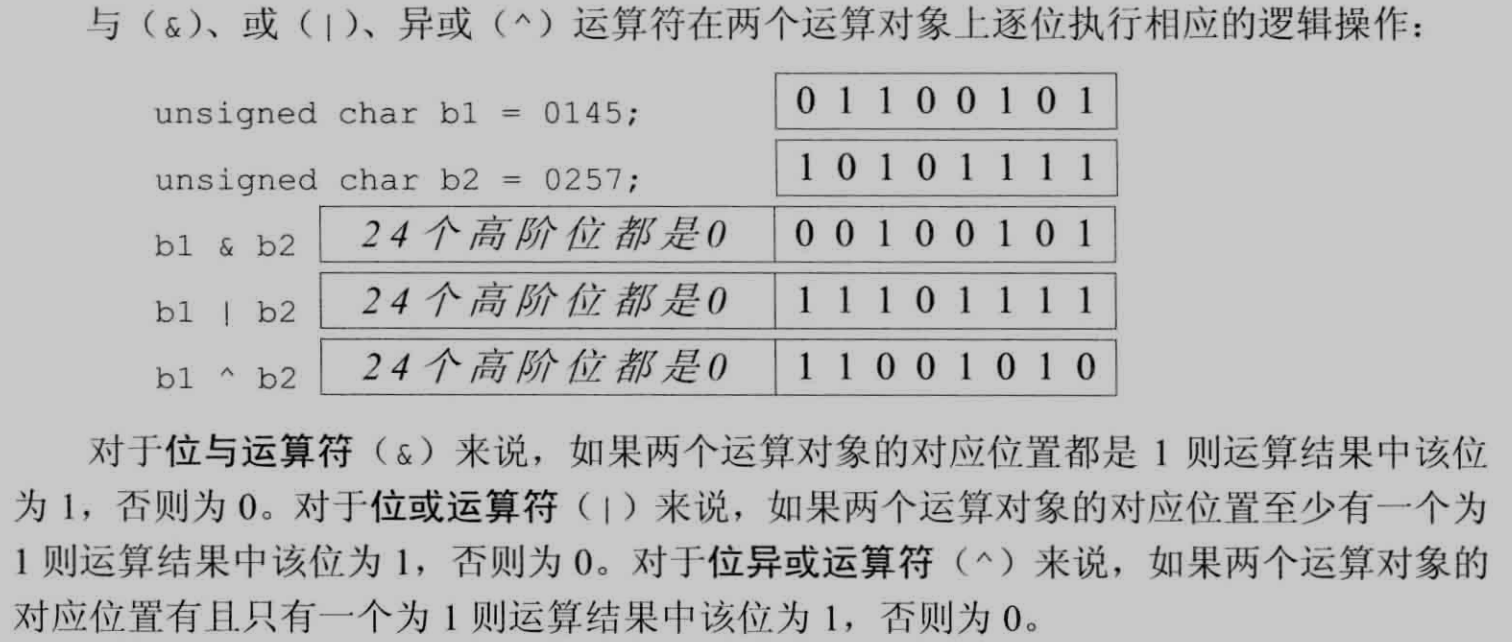 与（&）、或（|）、异或（^）运算符在两个运算对象上逐位执行相应的逻辑操作：
unsigned char b1 = 0145; 0 1 1 0 0 1 0 1
unsigned char b2 = 0257; 1 0 1 0 1 1 1 1
b1 & b2 24个高阶位都是0 0 0 1 0 0 1 0 1
b1 | b2 24个高阶位都是0 1 1 1 0 1 1 1 1
b1 ^ b2 24个高阶位都是0 1 1 0 0 1 0 1 0
对于位与运算符（&）来说，如果两个运算对象的对应位置都是 1 则运算结果中该位
为 1，否则为 0。对于位或运算符（|）来说，如果两个运算对象的对应位置至少有一个为
1 则运算结果中该位为 1，否则为 0。对于位异或运算符（^）来说，如果两个运算对象的
对应位置有且只有一个为 1 则运算结果中该位为 1，否则为 0。